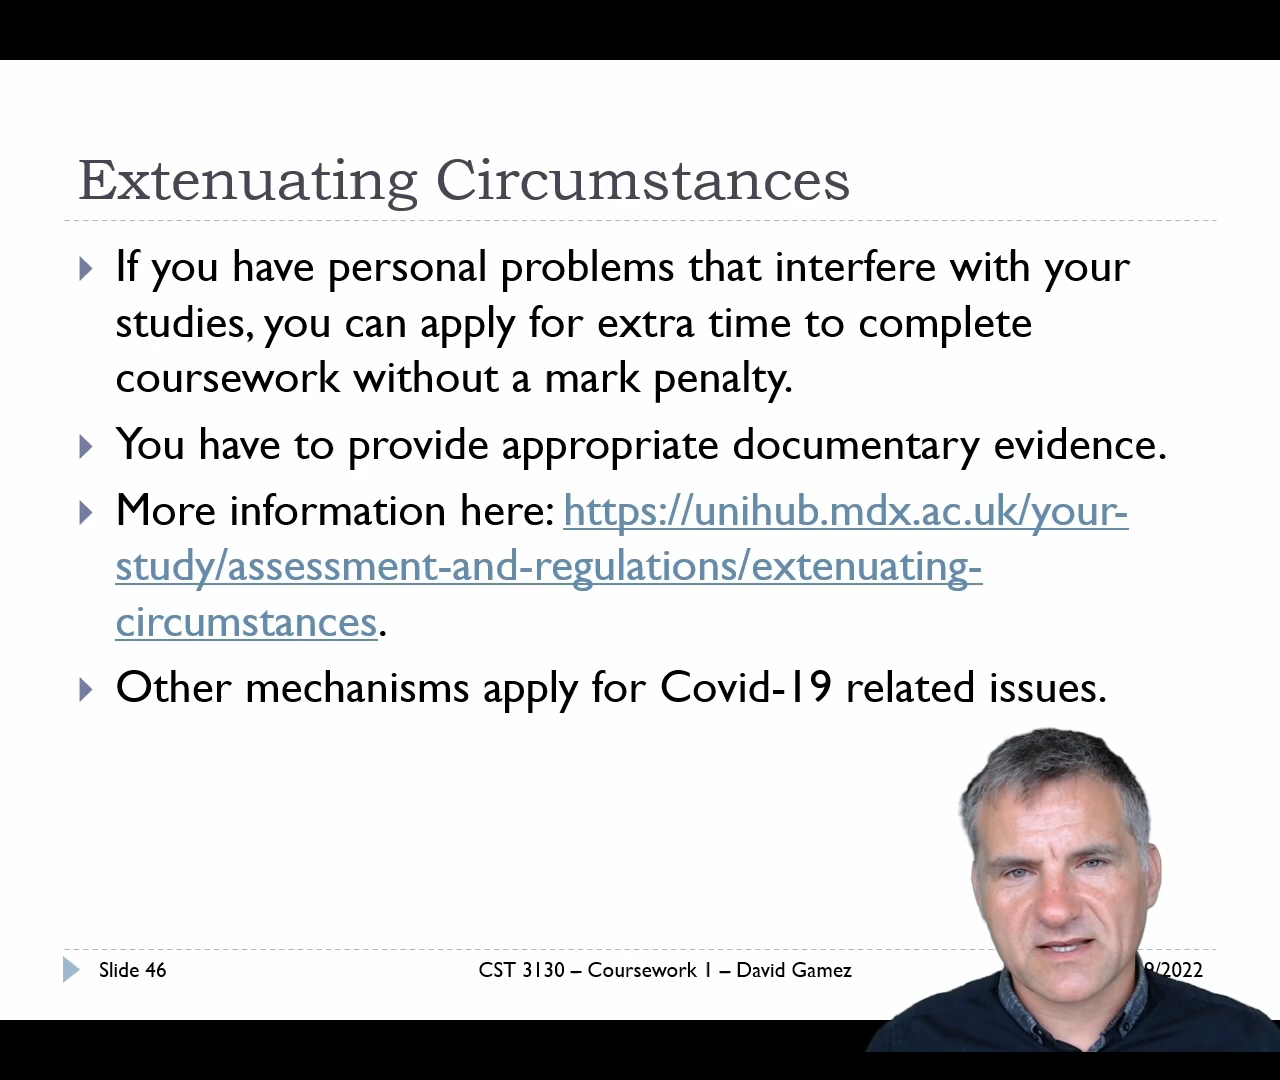 Extenuating Circumstances
If you have personal problems that interfere with your
studies, you can apply for extra time to complete
coursework without a mark penalty.
You have to provide appropriate documentary evidence.
More information here: https://unihub.mdx.ac.uk/your-
study/assessment-and-regulations/extenuating-
circumstances.
Other mechanisms apply for Covid-19 related issues.
Slide 46
CST 3130 – Coursework 1 – David Gamez
9/2022